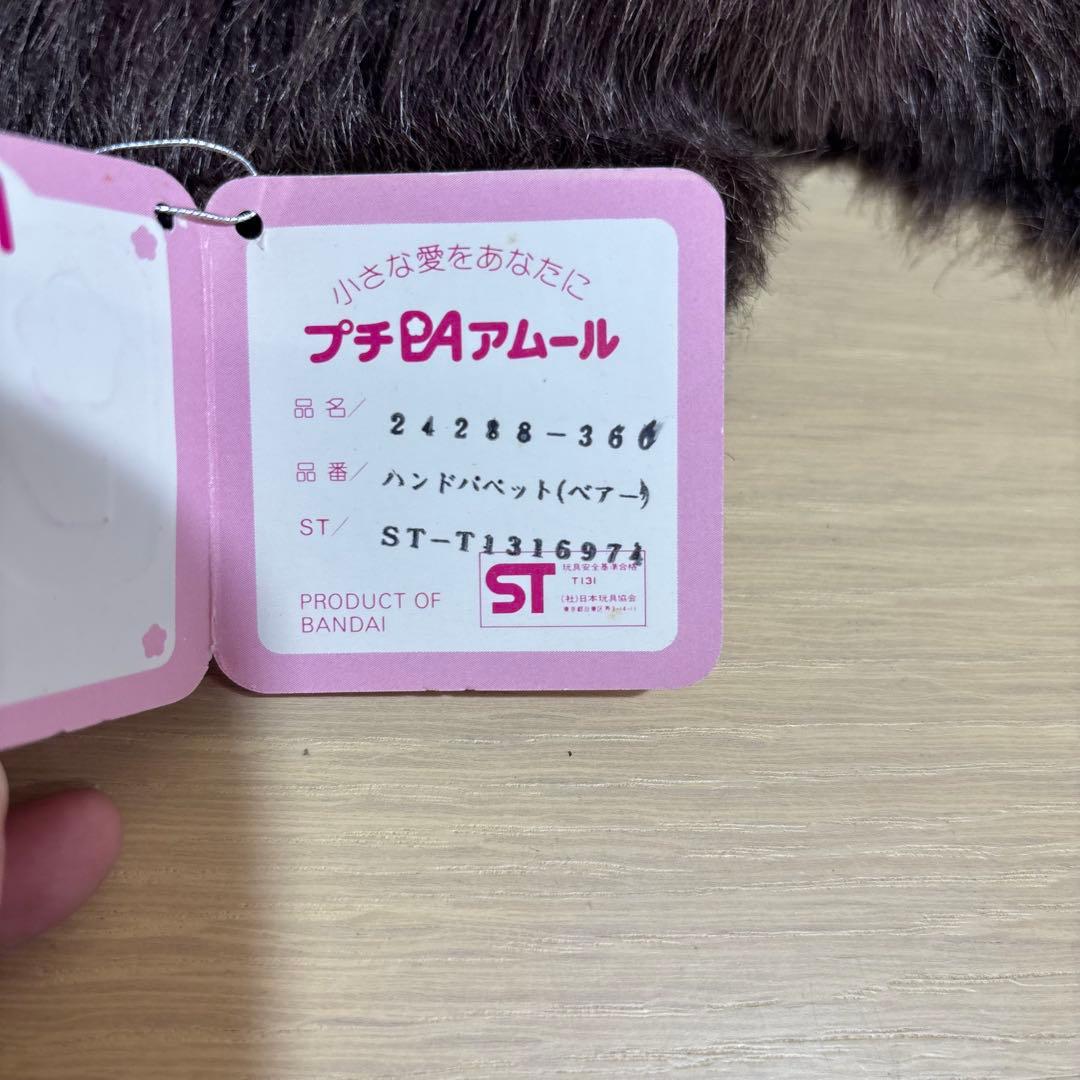 小さな愛をあなたに
プチPAアムール
品名/ 24288-366
品番/ ハンドパペット(ベアー)
ST/ ST-T1316974
ST 玩具安全基準合格
T131
(社)日本玩具協会
PRODUCT OF
BANDAI